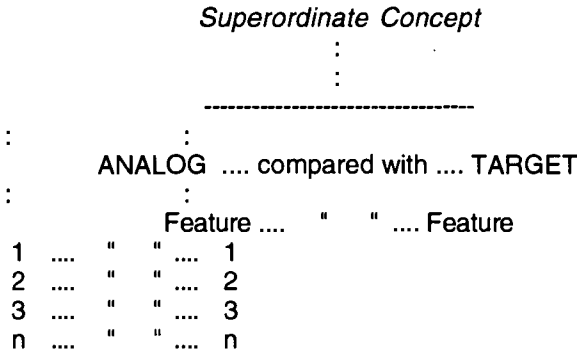 Superordinate Concept
:
:
---------------------------------
: :
ANALOG .... compared with .... TARGET
: :
Feature .... " " .... Feature
1 .... " " .... 1
2 .... " " .... 2
3 .... " " .... 3
n .... " " .... n